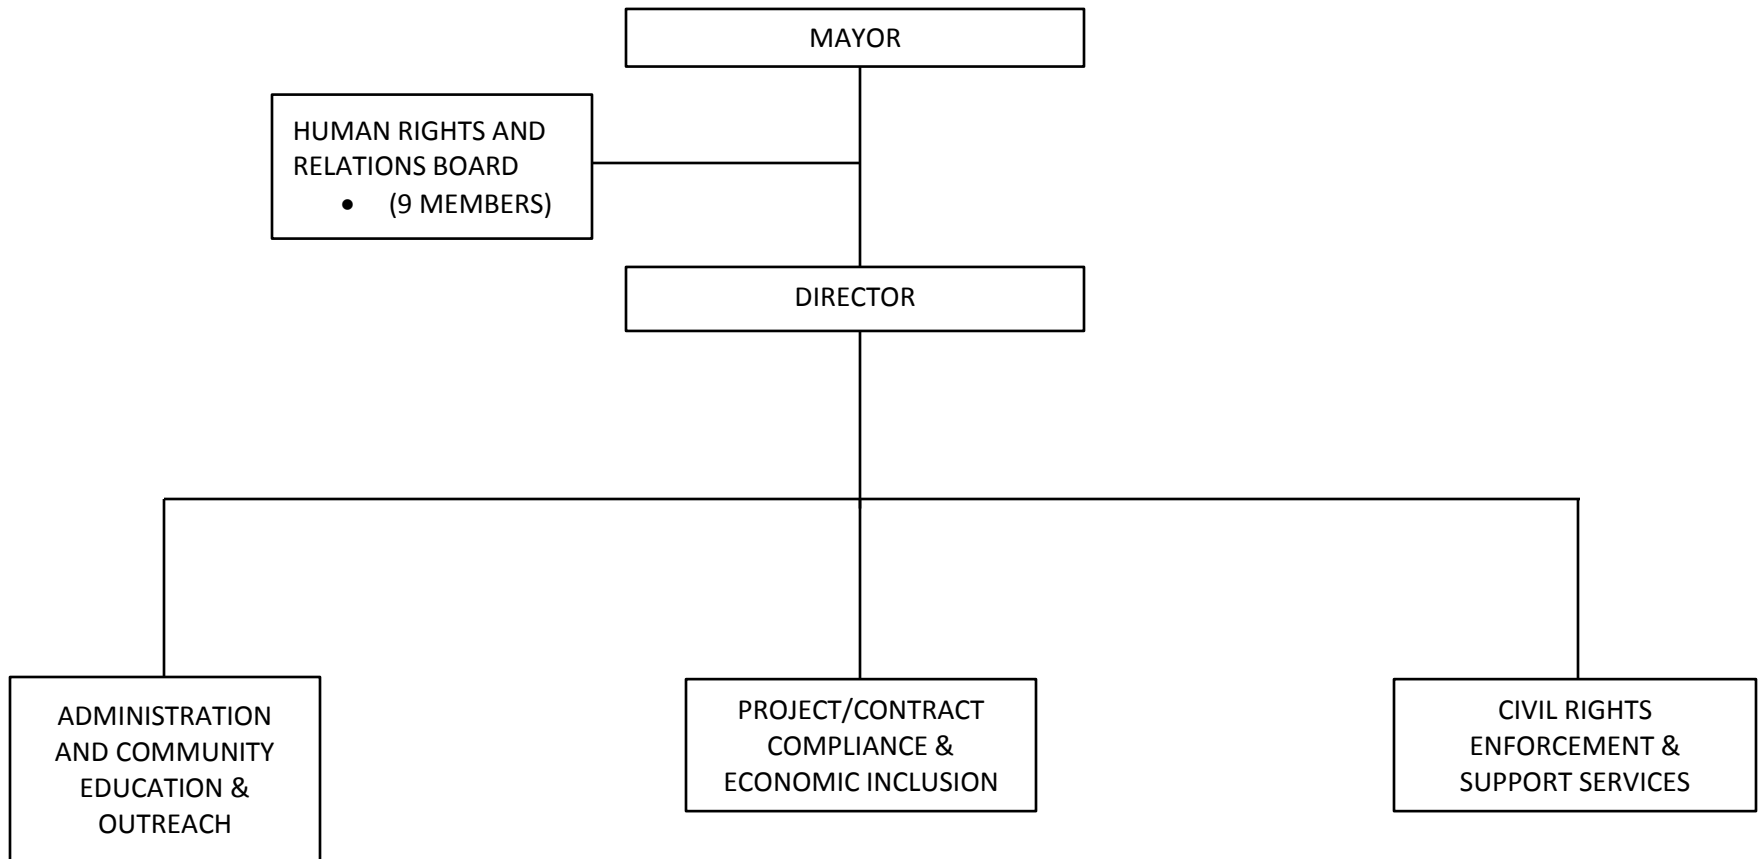 MAYOR
HUMAN RIGHTS AND
RELATIONS BOARD
• (9 MEMBERS)
DIRECTOR
ADMINISTRATION
AND COMMUNITY
EDUCATION &
OUTREACH
PROJECT/CONTRACT
COMPLIANCE &
ECONOMIC INCLUSION
CIVIL RIGHTS
ENFORCEMENT &
SUPPORT SERVICES